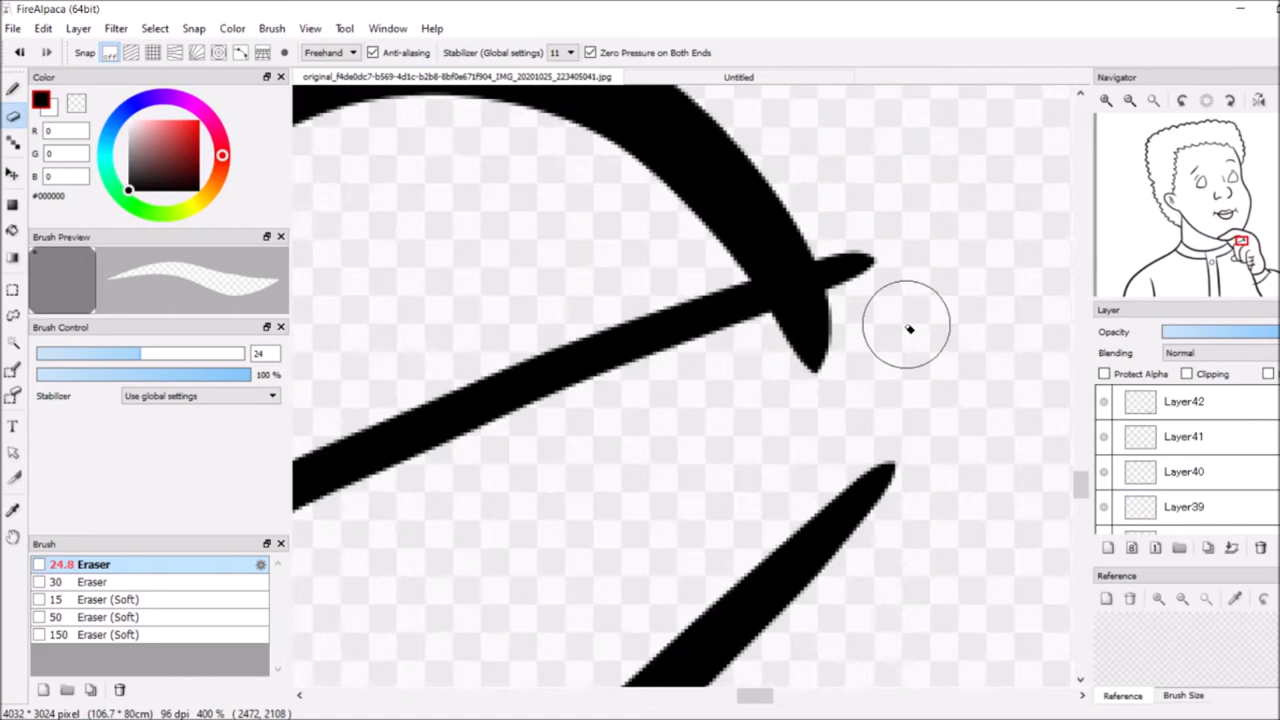 FireAlpaca (64bit)
File Edit Layer Filter Select Snap Color Brush View Tool Window Help
Snap off Freehand Anti-aliasing Stabilizer (Global settings) 11 Zero Pressure on Both Ends
Color
original_f4de0dc7-b569-4d1c-b2b8-8bf0e671f904_IMG_20201025_223405041.jpg
Untitled
Navigator
R 0
G 0
B 0
#000000
Brush Preview
Brush Control
24
100 %
Stabilizer Use global settings
Layer
Opacity
Blending Normal
Protect Alpha Clipping
Layer42
Layer41
Layer40
Layer39
Brush
24.8 Eraser
30 Eraser
15 Eraser (Soft)
50 Eraser (Soft)
150 Eraser (Soft)
Reference
Reference Brush Size
4032 * 3024 pixel (106.7 * 80cm) 96 dpi 400 % (2472, 2108)